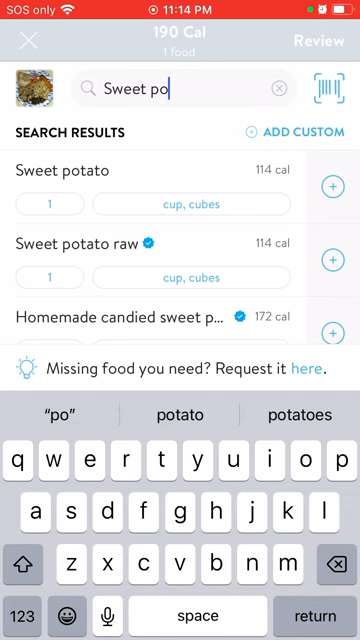 SOS only 11:14 PM
190 Cal
1 food
Review
Sweet po
SEARCH RESULTS
ADD CUSTOM
Sweet potato 114 cal
1 cup, cubes
Sweet potato raw 114 cal
1 cup, cubes
Homemade candied sweet p... 172 cal
Missing food you need? Request it here.
“po” potato potatoes
q w e r t y u i o p
a s d f g h j k l
z x c v b n m
123 space return